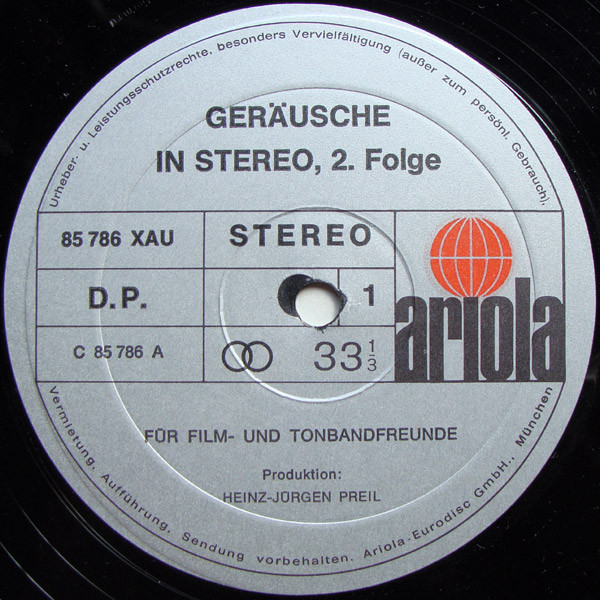 Urheber- u. Leistungsschutzrechte, besonders Vervielfältigung (außer zum persönl. Gebrauch),
GERÄUSCHE
IN STEREO, 2. Folge
85 786 XAU
STEREO
D.P.
1
C 85 786 A
33 1/3
ariola
FÜR FILM- UND TONBANDFREUNDE
Produktion:
HEINZ-JÜRGEN PREIL
Vermietung, Aufführung, Sendung vorbehalten. Ariola-Eurodisc GmbH., München